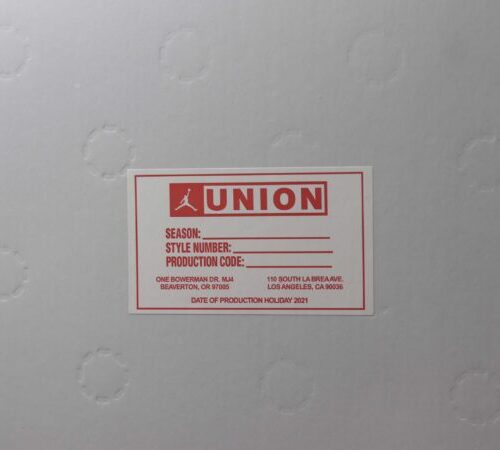 UNION
SEASON:
STYLE NUMBER:
PRODUCTION CODE:
ONE BOWERMAN DR. MJ4 110 SOUTH LA BREA AVE.
BEAVERTON, OR 97005 LOS ANGELES, CA 90036
DATE OF PRODUCTION HOLIDAY 2021